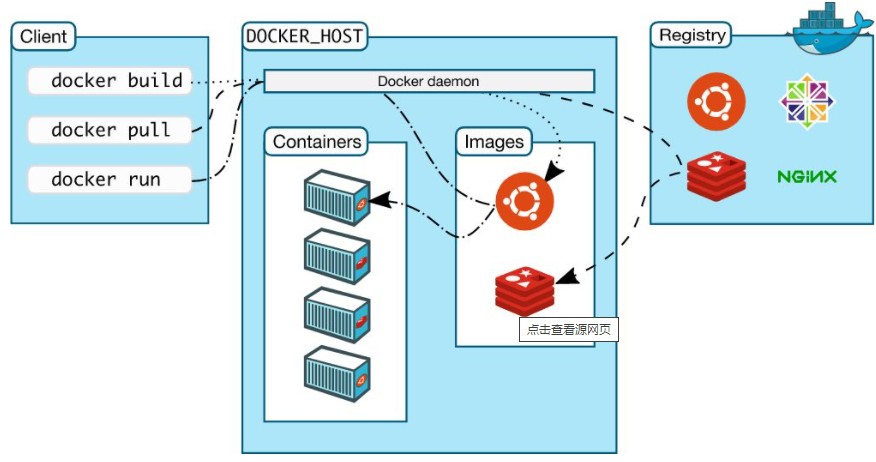 Client
docker build
docker pull
docker run
DOCKER_HOST
Docker daemon
Containers
Images
点击查看源网页
Registry
NGINX